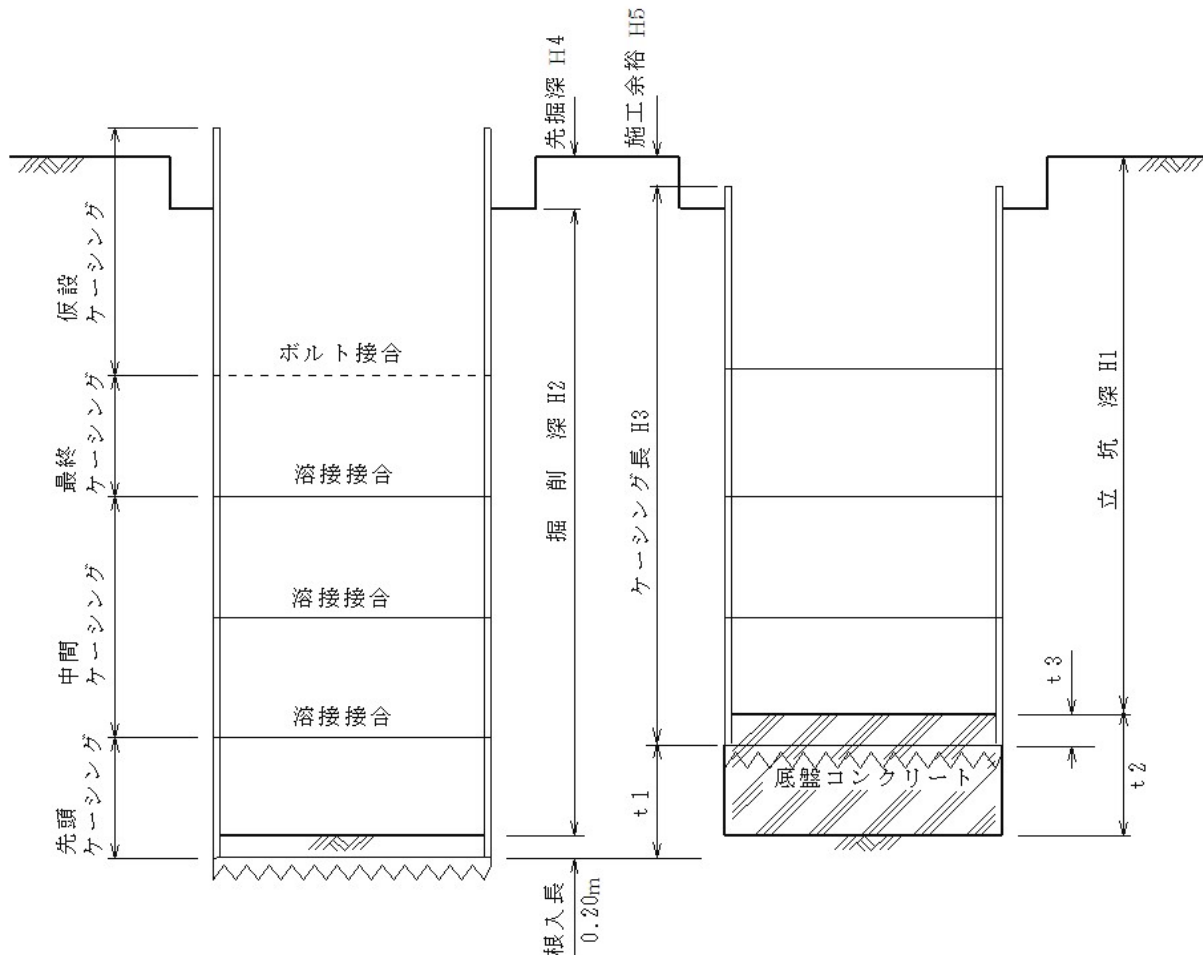 先掘深 H4
施工余裕 H5
仮設
ケーシング
ボルト接合
最終
ケーシング
溶接接合
中間
ケーシング
溶接接合
溶接接合
先頭
ケーシング
掘 削 深 H2
根入長
0.20m
ケーシング長 H3
t1
立 坑 深 H1
t3
t2
底盤コンクリート